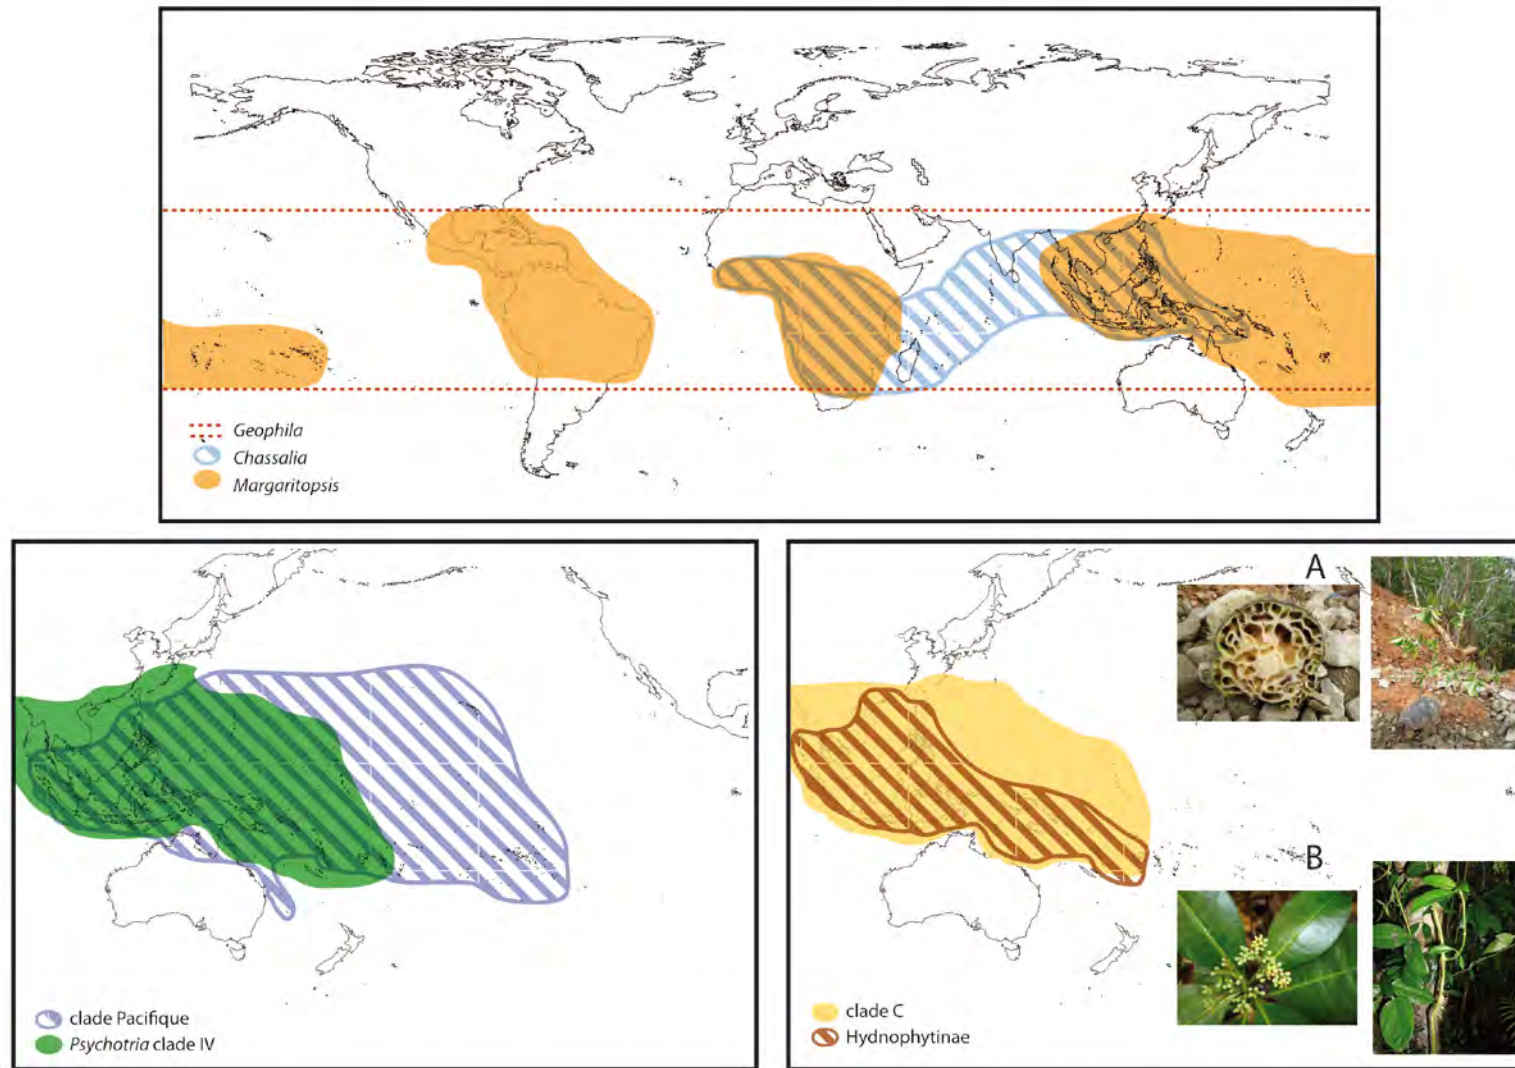 Geophila
Chassalia
Margaritopsis
clade Pacifique
Psychotria clade IV
A
B
clade C
Hydnophytinae